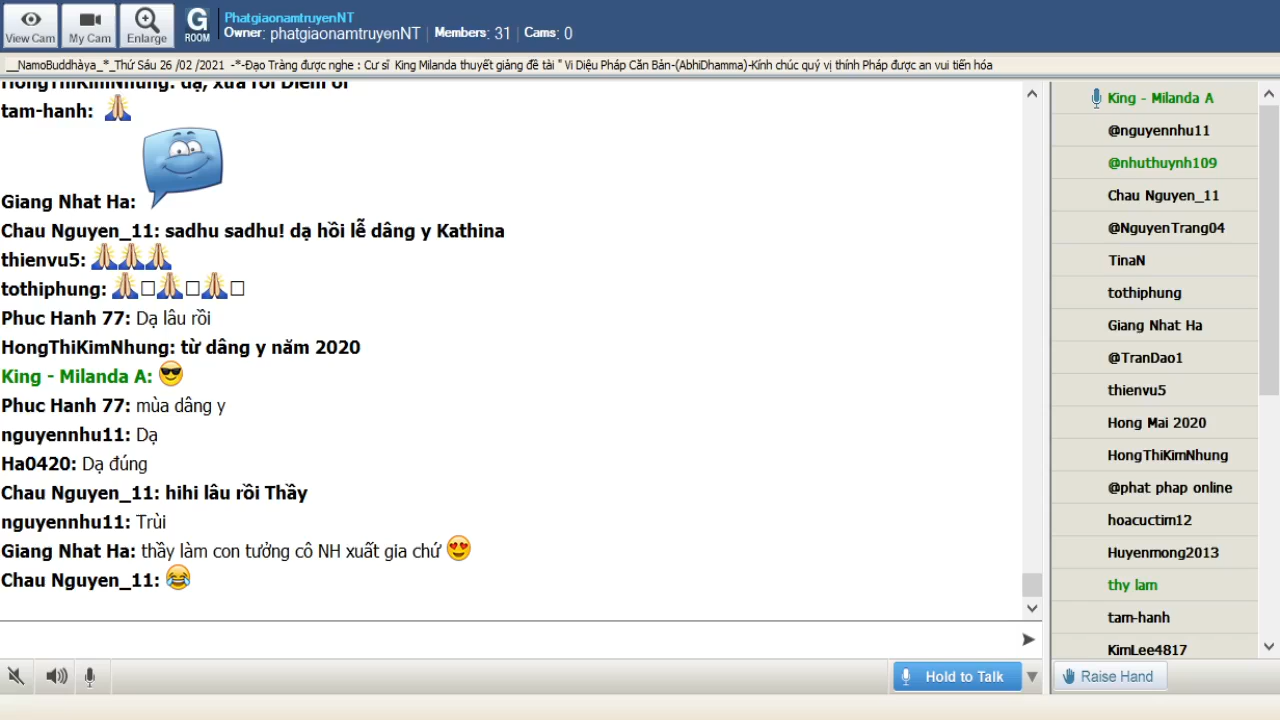 View Cam
My Cam
Enlarge
G
ROOM
PhatgiaonamtruyenNT
Owner: phatgiaonamtruyenNT | Members: 31 | Cams: 0
__NamoBuddhàya_*_Thứ Sáu 26 /02 /2021 -*-Đạo Tràng được nghe : Cư sĩ King Milanda thuyết giảng đề tài " Vi Diệu Pháp Căn Bản-(AbhiDhamma)-Kính chúc quý vị thính Pháp được an vui tiến hóa
HongThiKimNhung: dạ, xưa rồi Diễm ơi
tam-hanh:
Giang Nhat Ha:
Chau Nguyen_11: sadhu sadhu! dạ hồi lễ dâng y Kathina
thienvu5:
tothiphung:
Phuc Hanh 77: Dạ lâu rồi
HongThiKimNhung: từ dâng y năm 2020
King - Milanda A:
Phuc Hanh 77: mùa dâng y
nguyennhu11: Dạ
Ha0420: Dạ đúng
Chau Nguyen_11: hihi lâu rồi Thầy
nguyennhu11: Trùi
Giang Nhat Ha: thầy làm con tưởng cô NH xuất gia chứ
Chau Nguyen_11:
King - Milanda A
@nguyennhu11
@nhuthuynh109
Chau Nguyen_11
@NguyenTrang04
TinaN
tothiphung
Giang Nhat Ha
@TranDao1
thienvu5
Hong Mai 2020
HongThiKimNhung
@phat phap online
hoacuctim12
Huyenmong2013
thy lam
tam-hanh
KimLee4817
Hold to Talk
Raise Hand